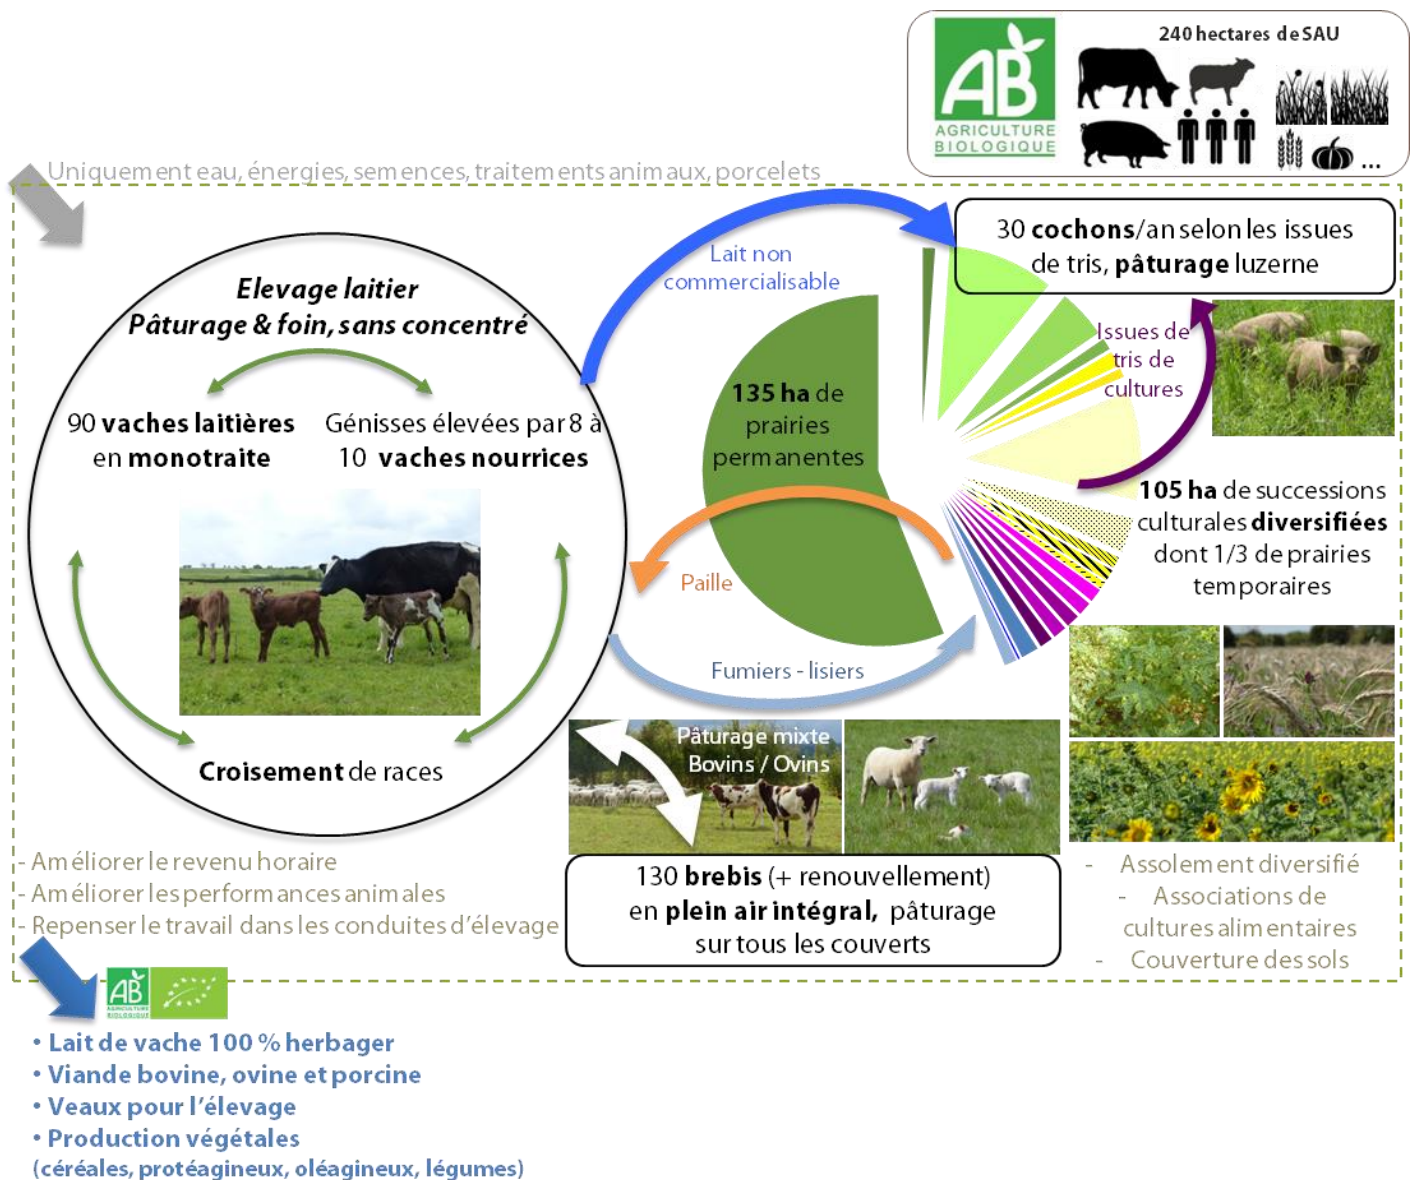 240 hectares de SAU
AB
AGRICULTURE
BIOLOGIQUE
...
Uniquement eau, énergies, semences, traitements animaux, porcelets
Elevage laitier
Pâturage & foin, sans concentré
90 vaches laitières
en monotraite
Génisses élevées par 8 à
10 vaches nourrices
Croisement de races
Lait non
commercialisable
30 cochons/an selon les issues
de tris, pâturage luzerne
Issues de
tris de
cultures
135 ha de
prairies
permanentes
105 ha de successions
culturales diversifiées
dont 1/3 de prairies
temporaires
Paille
Fumiers - lisiers
Pâturage mixte
Bovins / Ovins
130 brebis (+ renouvellement)
en plein air intégral, pâturage
sur tous les couverts
- Améliorer le revenu horaire
- Améliorer les performances animales
- Repenser le travail dans les conduites d'élevage
- Assolement diversifié
- Associations de
cultures alimentaires
- Couverture des sols
AB
AGRICULTURE
BIOLOGIQUE
• Lait de vache 100 % herbager
• Viande bovine, ovine et porcine
• Veaux pour l'élevage
• Production végétales
(céréales, protéagineux, oléagineux, légumes)